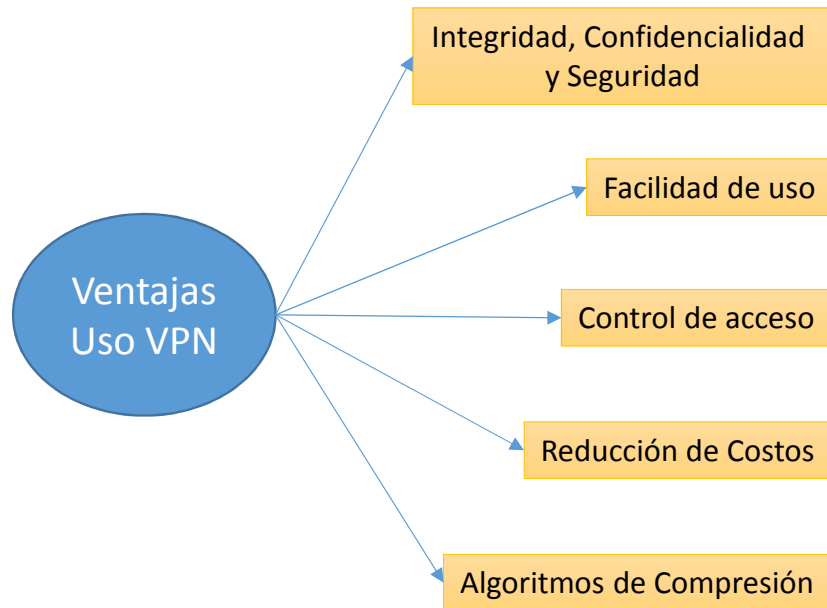 Integridad, Confidencialidad
y Seguridad
Facilidad de uso
Ventajas
Uso VPN
Control de acceso
Reducción de Costos
Algoritmos de Compresión